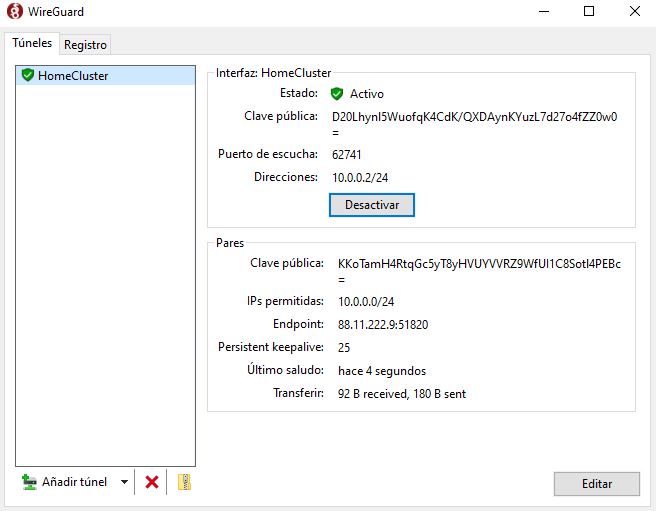 WireGuard
Túneles Registro
HomeCluster
Interfaz: HomeCluster
Estado: Activo
Clave pública: D20LhynI5WuofqK4CdK/QXDAynKYuzL7d27o4fZZ0w0
=
Puerto de escucha: 62741
Direcciones: 10.0.0.2/24
Desactivar
Pares
Clave pública: KKoTamH4RtqGc5yT8yHVUYVVRZ9WfUl1C8Sotl4PEBc
=
IPs permitidas: 10.0.0.0/24
Endpoint: 88.11.222.9:51820
Persistent keepalive: 25
Último saludo: hace 4 segundos
Transferir: 92 B received, 180 B sent
Añadir túnel
Editar